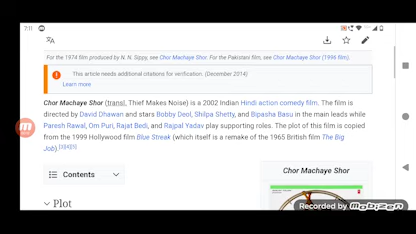 7:11
For the 1974 film produced by N. N. Sippy, see Chor Machaye Shor. For the Pakistani film, see Chor Machaye Shor (1996 film).
This article needs additional citations for verification. (December 2014)
Learn more
Chor Machaye Shor (transl. Thief Makes Noise) is a 2002 Indian Hindi action comedy film. The film is
directed by David Dhawan and stars Bobby Deol, Shilpa Shetty, and Bipasha Basu in the main leads while
Paresh Rawal, Om Puri, Rajat Bedi, and Rajpal Yadav play supporting roles. The plot of this film is copied
from the 1999 Hollywood film Blue Streak (which itself is a remake of the 1965 British film The Big
Job).[3][4][5]
Contents
Chor Machaye Shor
Plot
Recorded by Mobizen